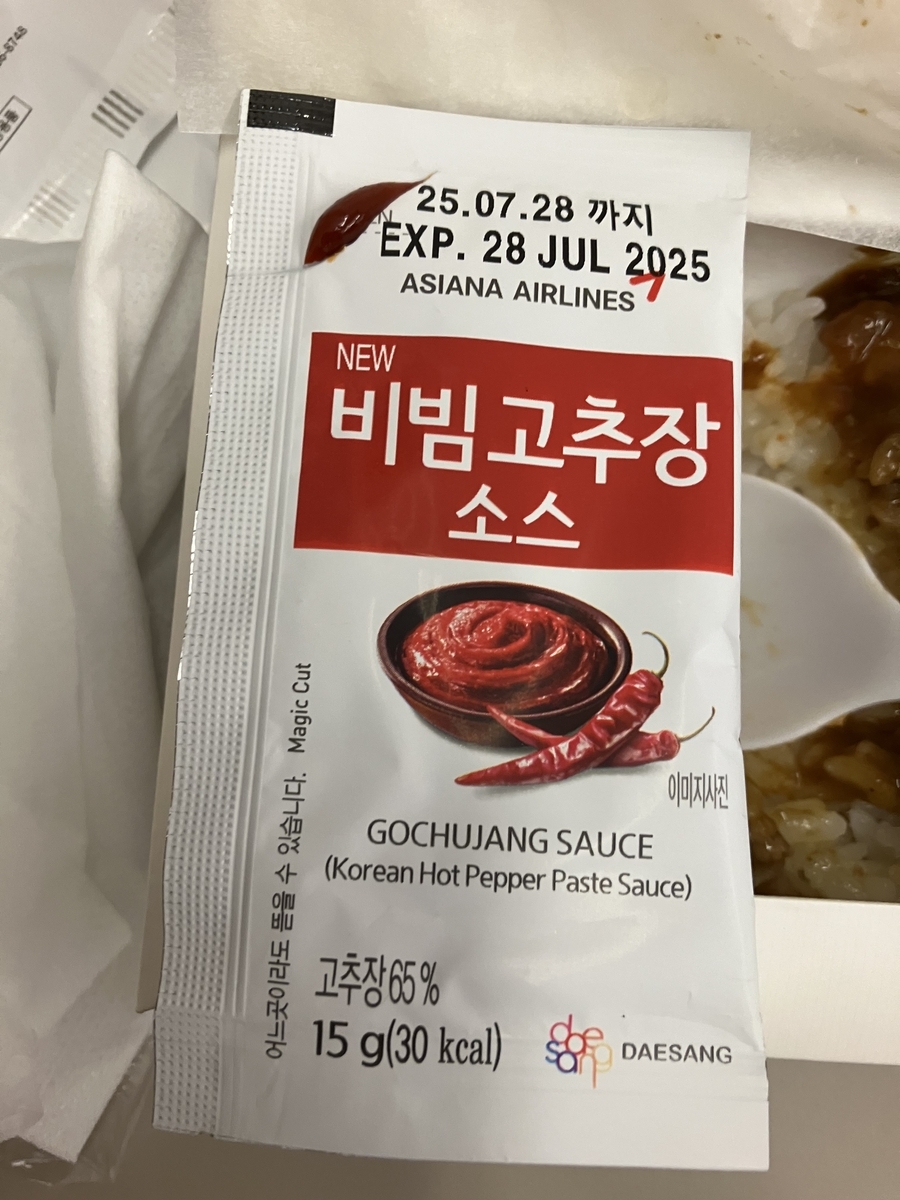 25.07.28 까지
EXP. 28 JUL 2025
ASIANA AIRLINES
NEW
비빔고추장
소스
이미지사진
GOCHUJANG SAUCE
(Korean Hot Pepper Paste Sauce)
고추장 65%
15 g(30 kcal)
daesang
DAESANG
어느곳이라도 뜯을 수 있습니다. Magic Cut